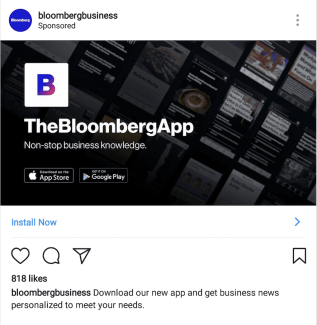 Bloomberg
bloombergbusiness
Sponsored
B
TheBloombergApp
Non-stop business knowledge.
Download on the
App Store
GET IT ON
Google Play
Install Now
818 likes
bloombergbusiness Download our new app and get business news
personalized to meet your needs.